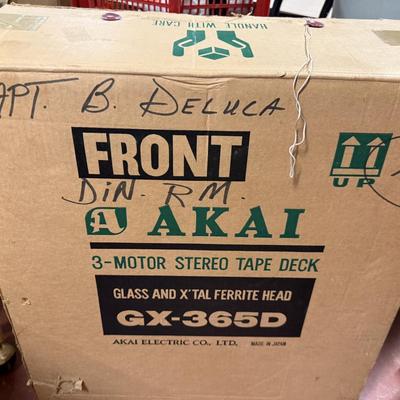 HANDLE WITH CARE
APT. B. DELUCA
FRONT
DIN. RM.
UP
AKAI
3-MOTOR STEREO TAPE DECK
GLASS AND X'TAL FERRITE HEAD
GX-365D
AKAI ELECTRIC CO., LTD. MADE IN JAPAN